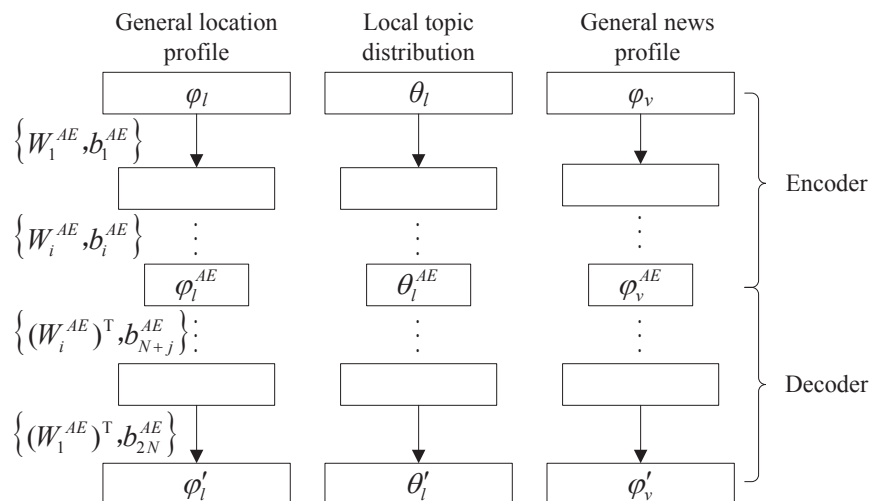 General location profile
Local topic distribution
General news profile
φ_l
θ_l
φ_v
{W_1^{AE}, b_1^{AE}}
Encoder
{W_i^{AE}, b_i^{AE}}
φ_l^{AE}
θ_l^{AE}
φ_v^{AE}
{(W_i^{AE})^T, b_{N+j}^{AE}}
Decoder
{(W_1^{AE})^T, b_{2N}^{AE}}
φ'_l
θ'_l
φ'_v